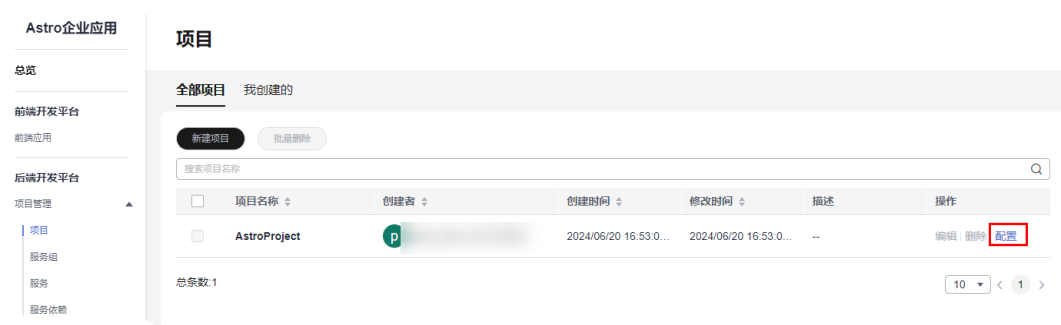 Astro企业应用
总览
前端开发平台
前端应用
后端开发平台
项目管理
项目
服务组
服务
服务依赖
项目
全部项目 我创建的
新建项目 批量删除
搜索项目名称
项目名称 创建者 创建时间 修改时间 描述 操作
AstroProject p 2024/06/20 16:53:0... 2024/06/20 16:53:0... -- 编辑 删除 配置
总条数:1
10 < 1 >